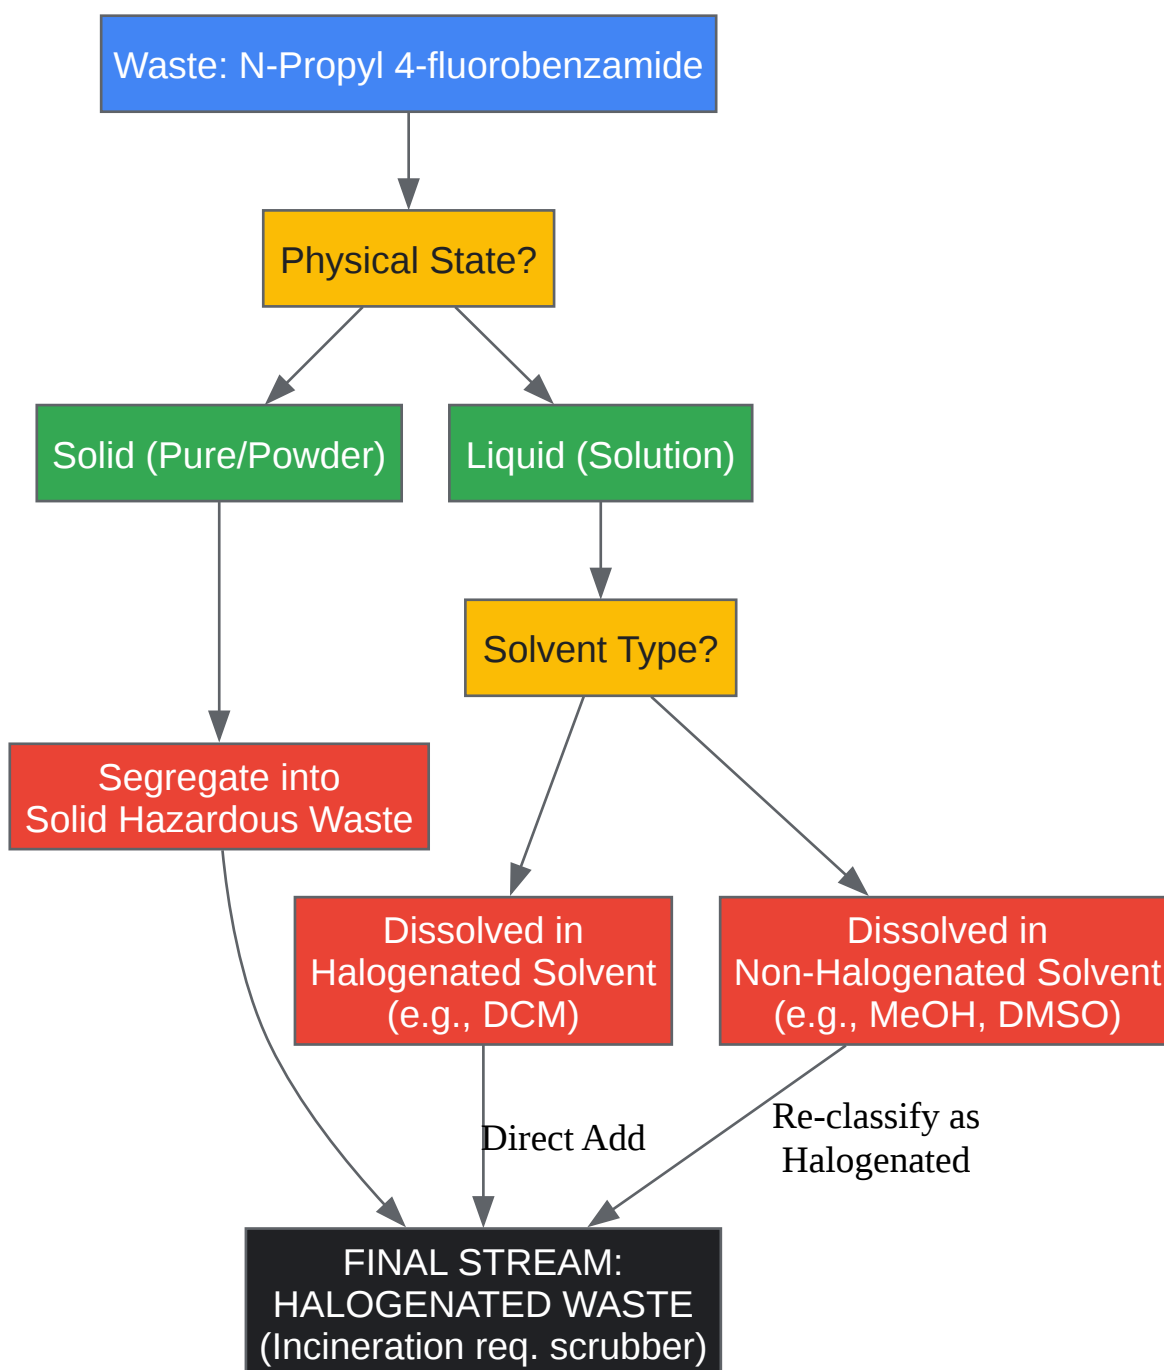 Waste: N-Propyl 4-fluorobenzamide
Physical State?
Solid (Pure/Powder)
Liquid (Solution)
Solvent Type?
Segregate into
Solid Hazardous Waste
Dissolved in
Halogenated Solvent
(e.g., DCM)
Dissolved in
Non-Halogenated Solvent
(e.g., MeOH, DMSO)
Direct Add
Re-classify as
Halogenated
FINAL STREAM:
HALOGENATED WASTE
(Incineration req. scrubber)